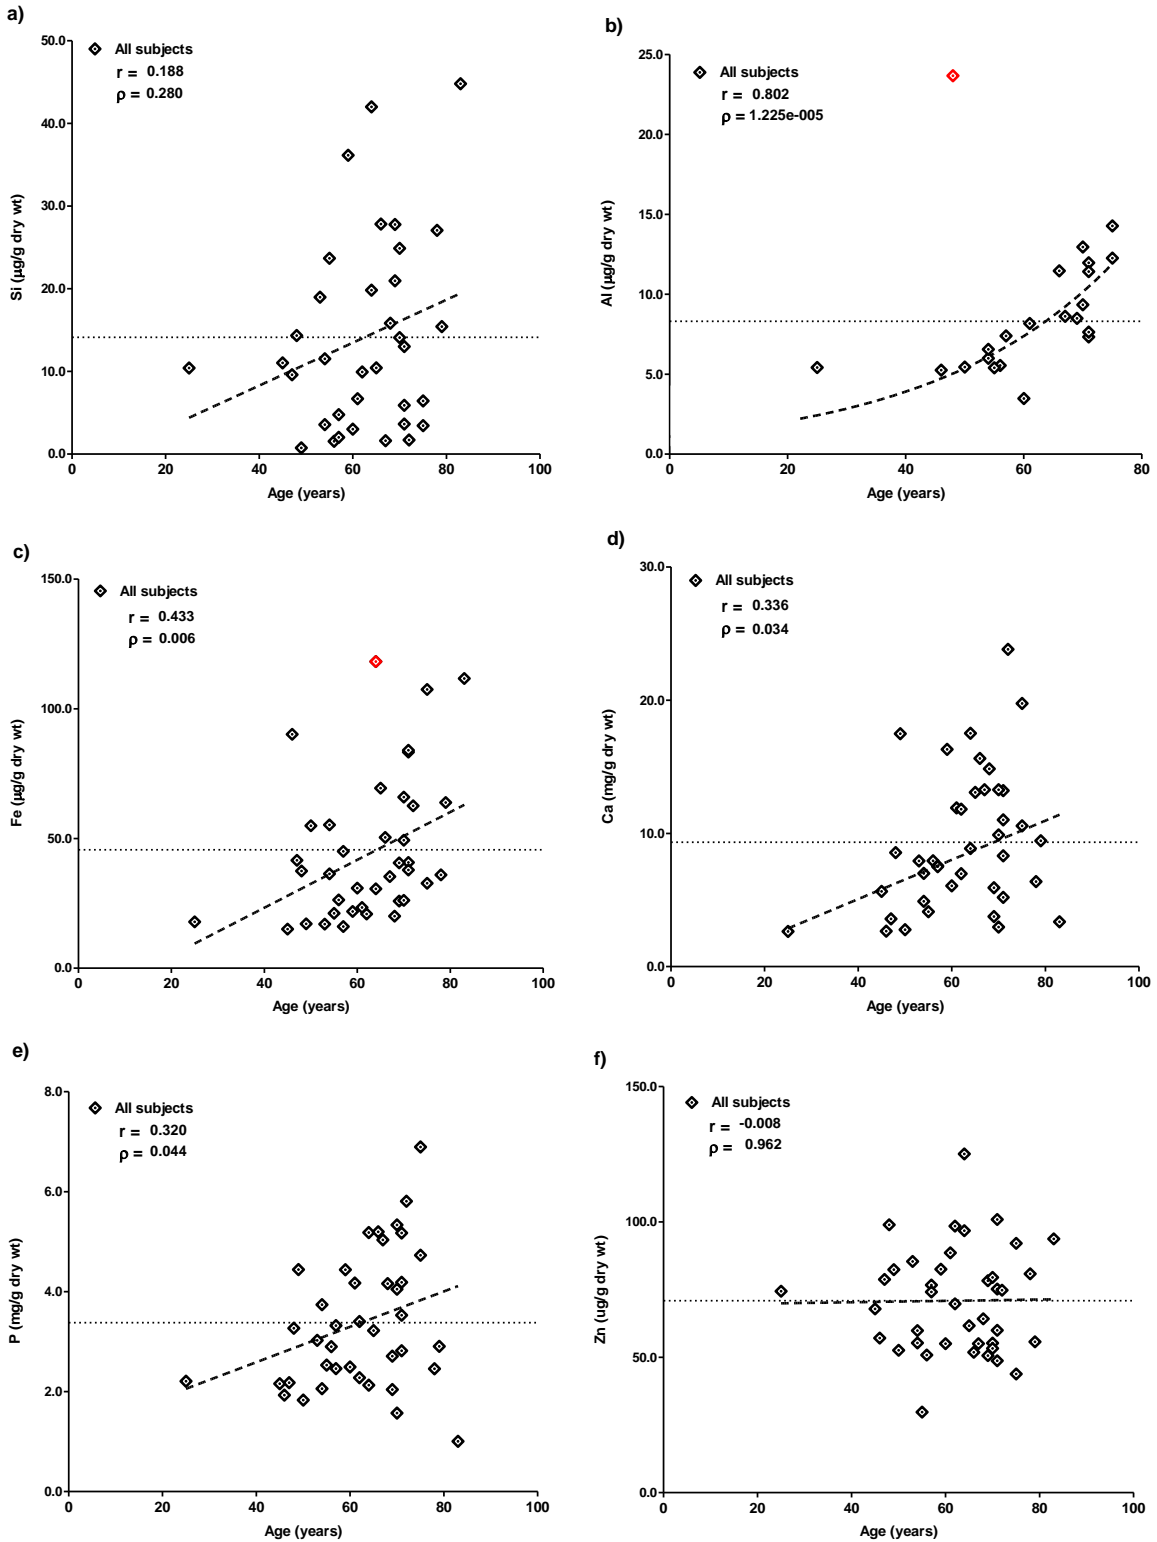 a)
50.0
40.0
30.0
20.0
10.0
0.0
Si (µg/g dry wt)
All subjects
r = 0.188
ρ = 0.280
0 20 40 60 80 100
Age (years)
b)
25.0
20.0
15.0
10.0
5.0
0.0
Al (µg/g dry wt)
All subjects
r = 0.802
ρ = 1.225e-005
0 20 40 60 80
Age (years)
c)
150.0
100.0
50.0
0.0
Fe (µg/g dry wt)
All subjects
r = 0.433
ρ = 0.006
0 20 40 60 80 100
Age (years)
d)
30.0
20.0
10.0
0.0
Ca (mg/g dry wt)
All subjects
r = 0.336
ρ = 0.034
0 20 40 60 80 100
Age (years)
e)
8.0
6.0
4.0
2.0
0.0
P (mg/g dry wt)
All subjects
r = 0.320
ρ = 0.044
0 20 40 60 80 100
Age (years)
f)
150.0
100.0
50.0
0.0
Zn (ug/g dry wt)
All subjects
r = -0.008
ρ = 0.962
0 20 40 60 80 100
Age (years)